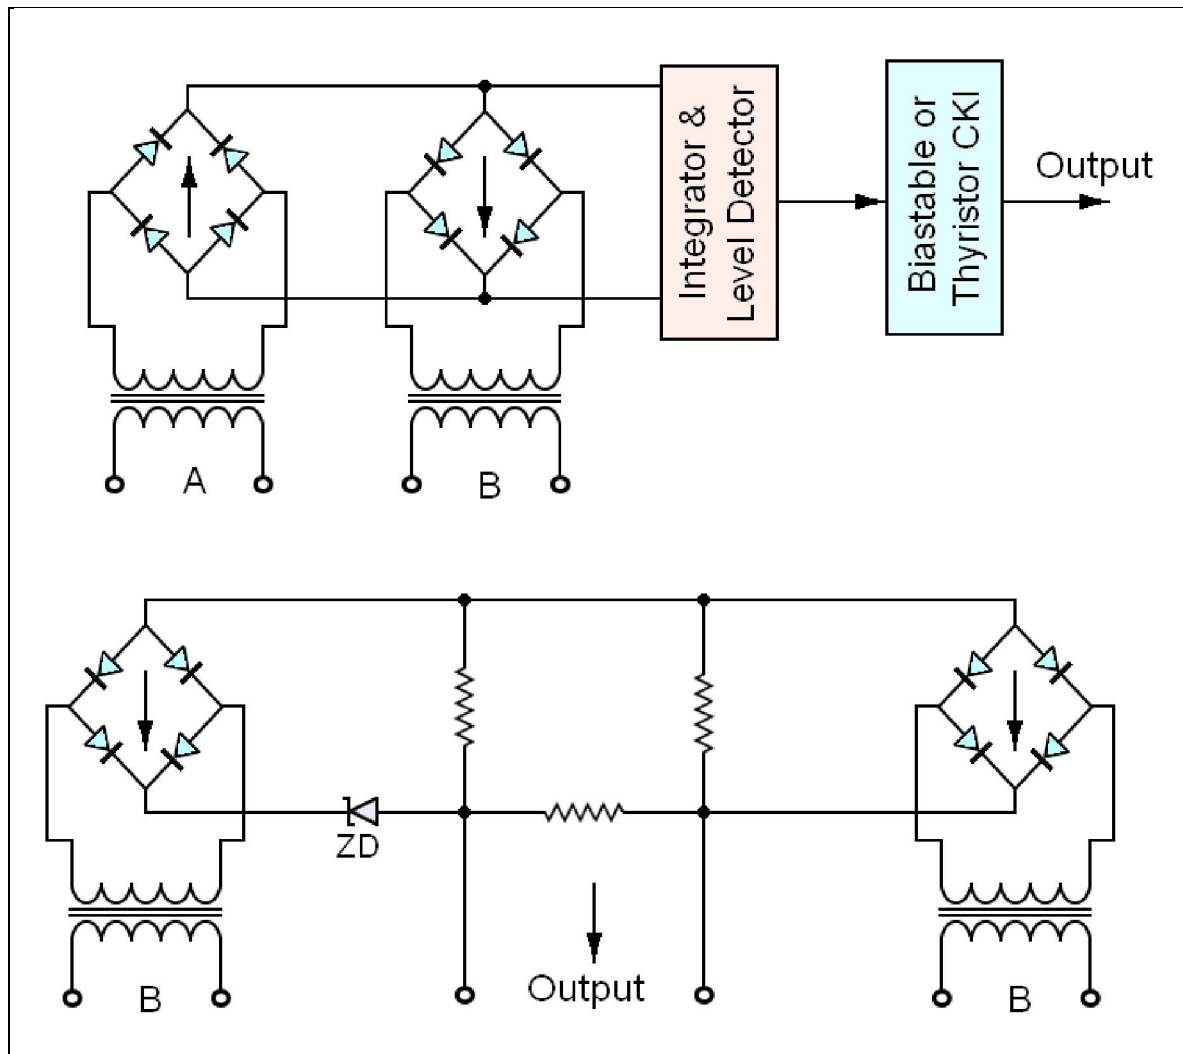 Integrator &
Level Detector
Biastable or
Thyristor CKI
Output
A
B
ZD
B
Output
B